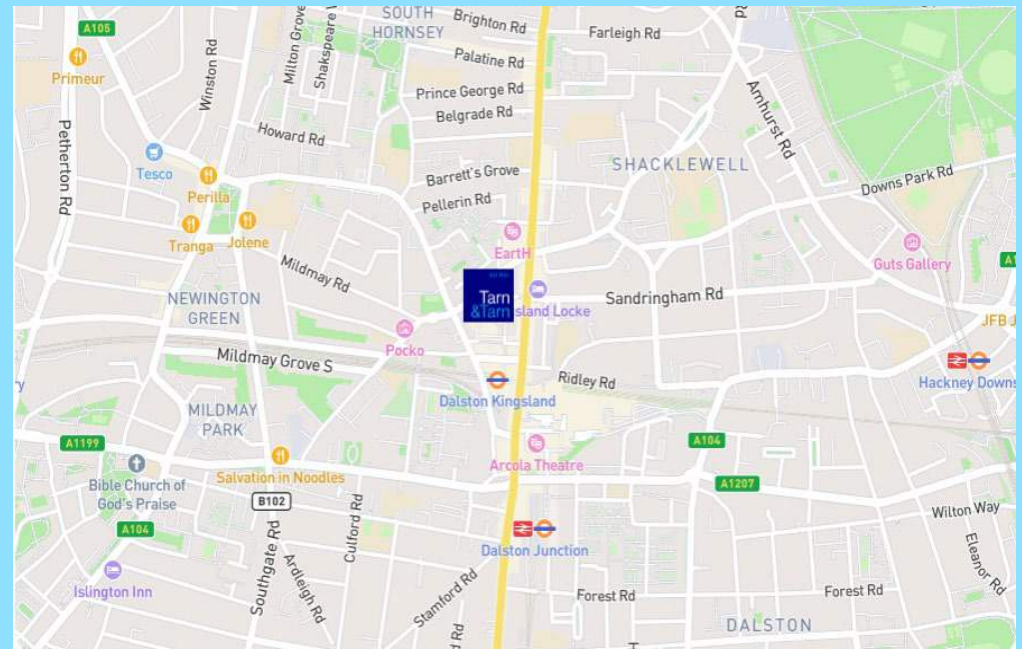 A105
SOUTH
HORNSEY
Brighton Rd
Farleigh Rd
Primeur
Winston Rd
Milton Grove
Palatine Rd
Prince George Rd
Belgrade Rd
Amhurst Rd
Petherton Rd
Howard Rd
Tesco
Barrett's Grove
SHACKLEWELL
Downs Park Rd
Perilla
Pellerin Rd
Tranga
Jolene
EartH
Guts Gallery
Mildmay Rd
NEWINGTON
GREEN
Tarn
&Tarn
sland Locke
Sandringham Rd
Pocko
JFB J
Mildmay Grove S
Ridley Rd
Hackney Downs
Dalston Kingsland
MILDMAY
PARK
A1199
A104
Arcola Theatre
Salvation in Noodles
Bible Church of
God's Praise
A1207
B102
Culford Rd
Wilton Way
A104
Dalston Junction
Southgate Rd
Ardleigh Rd
Eleanor Rd
Islington Inn
Stamford Rd
Forest Rd
Forest Rd
DALSTON